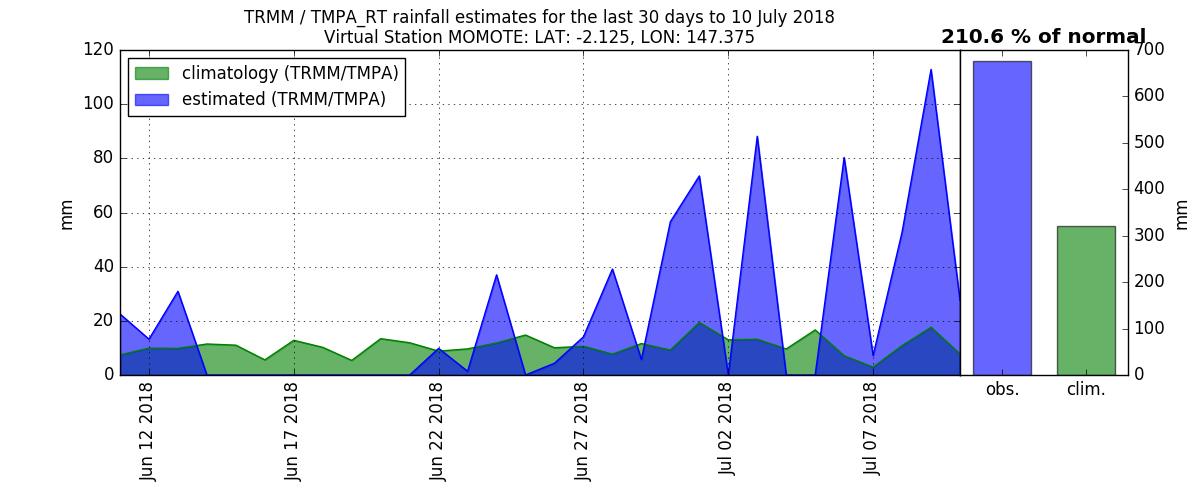 TRMM / TMPA_RT rainfall estimates for the last 30 days to 10 July 2018
Virtual Station MOMOTE: LAT: -2.125, LON: 147.375
210.6 % of normal
climatology (TRMM/TMPA)
estimated (TRMM/TMPA)
mm
120
100
80
60
40
20
0
Jun 12 2018
Jun 17 2018
Jun 22 2018
Jun 27 2018
Jul 02 2018
Jul 07 2018
obs.
clim.
700
600
500
400
300
200
100
0
mm